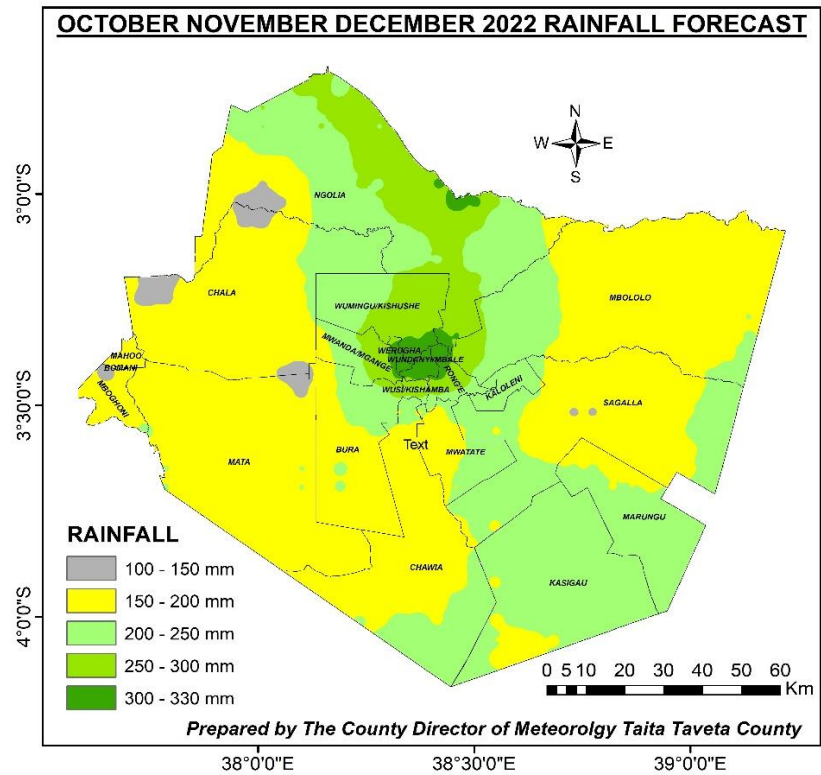 OCTOBER NOVEMBER DECEMBER 2022 RAINFALL FORECAST
N
W E
S
3°0'0"S
NGOLIA
CHALA
MBOLOLO
WUMINGU/KISHUSHE
MWANDA/MGANGE
WERUGHA
WUNDANYI/MBALE
MAHOO
BOMANI
MBOGHONI
RONG'E
WUSI/KISHAMBA
KALOLENI
3°30'0"S
SAGALLA
Text
MATA
BURA
MWATATE
MARUNGU
RAINFALL
100 - 150 mm
150 - 200 mm
200 - 250 mm
250 - 300 mm
300 - 330 mm
CHAWIA
KASIGAU
4°0'0"S
0 5 10 20 30 40 50 60
Km
Prepared by The County Director of Meteorolgy Taita Taveta County
38°0'0"E 38°30'0"E 39°0'0"E